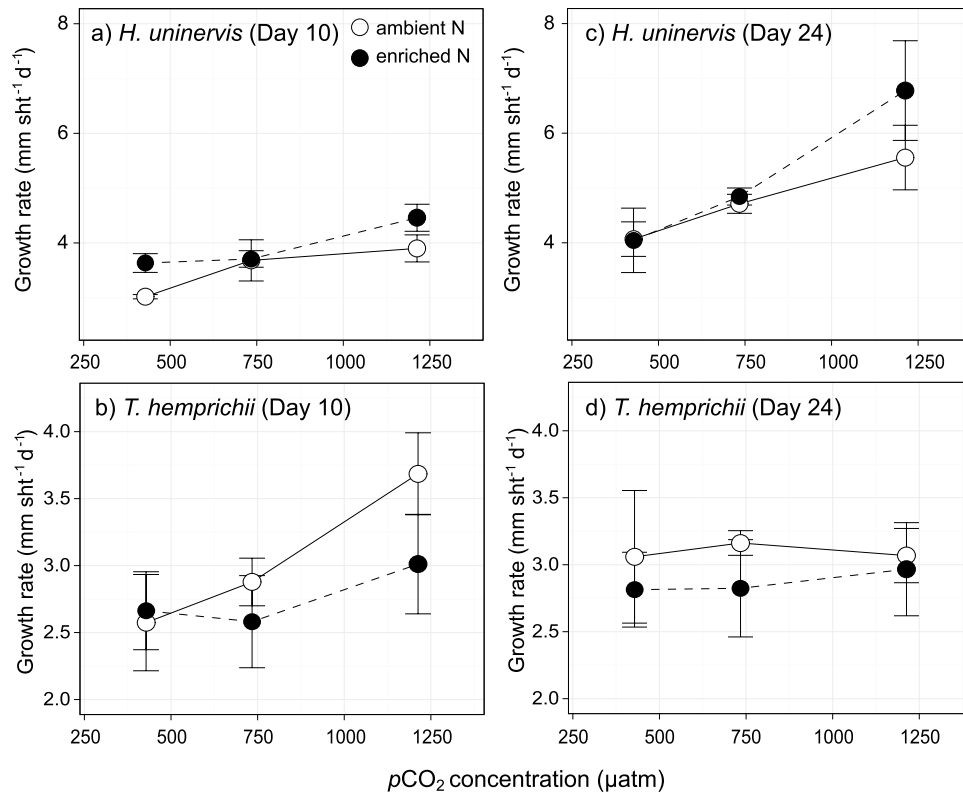 a) H. uninervis (Day 10)
ambient N
enriched N
Growth rate (mm sht⁻¹ d⁻¹)
8
6
4
250 500 750 1000 1250
c) H. uninervis (Day 24)
Growth rate (mm sht⁻¹ d⁻¹)
8
6
4
250 500 750 1000 1250
b) T. hemprichii (Day 10)
Growth rate (mm sht⁻¹ d⁻¹)
4.0
3.5
3.0
2.5
2.0
250 500 750 1000 1250
d) T. hemprichii (Day 24)
Growth rate (mm sht⁻¹ d⁻¹)
4.0
3.5
3.0
2.5
2.0
250 500 750 1000 1250
pCO₂ concentration (µatm)